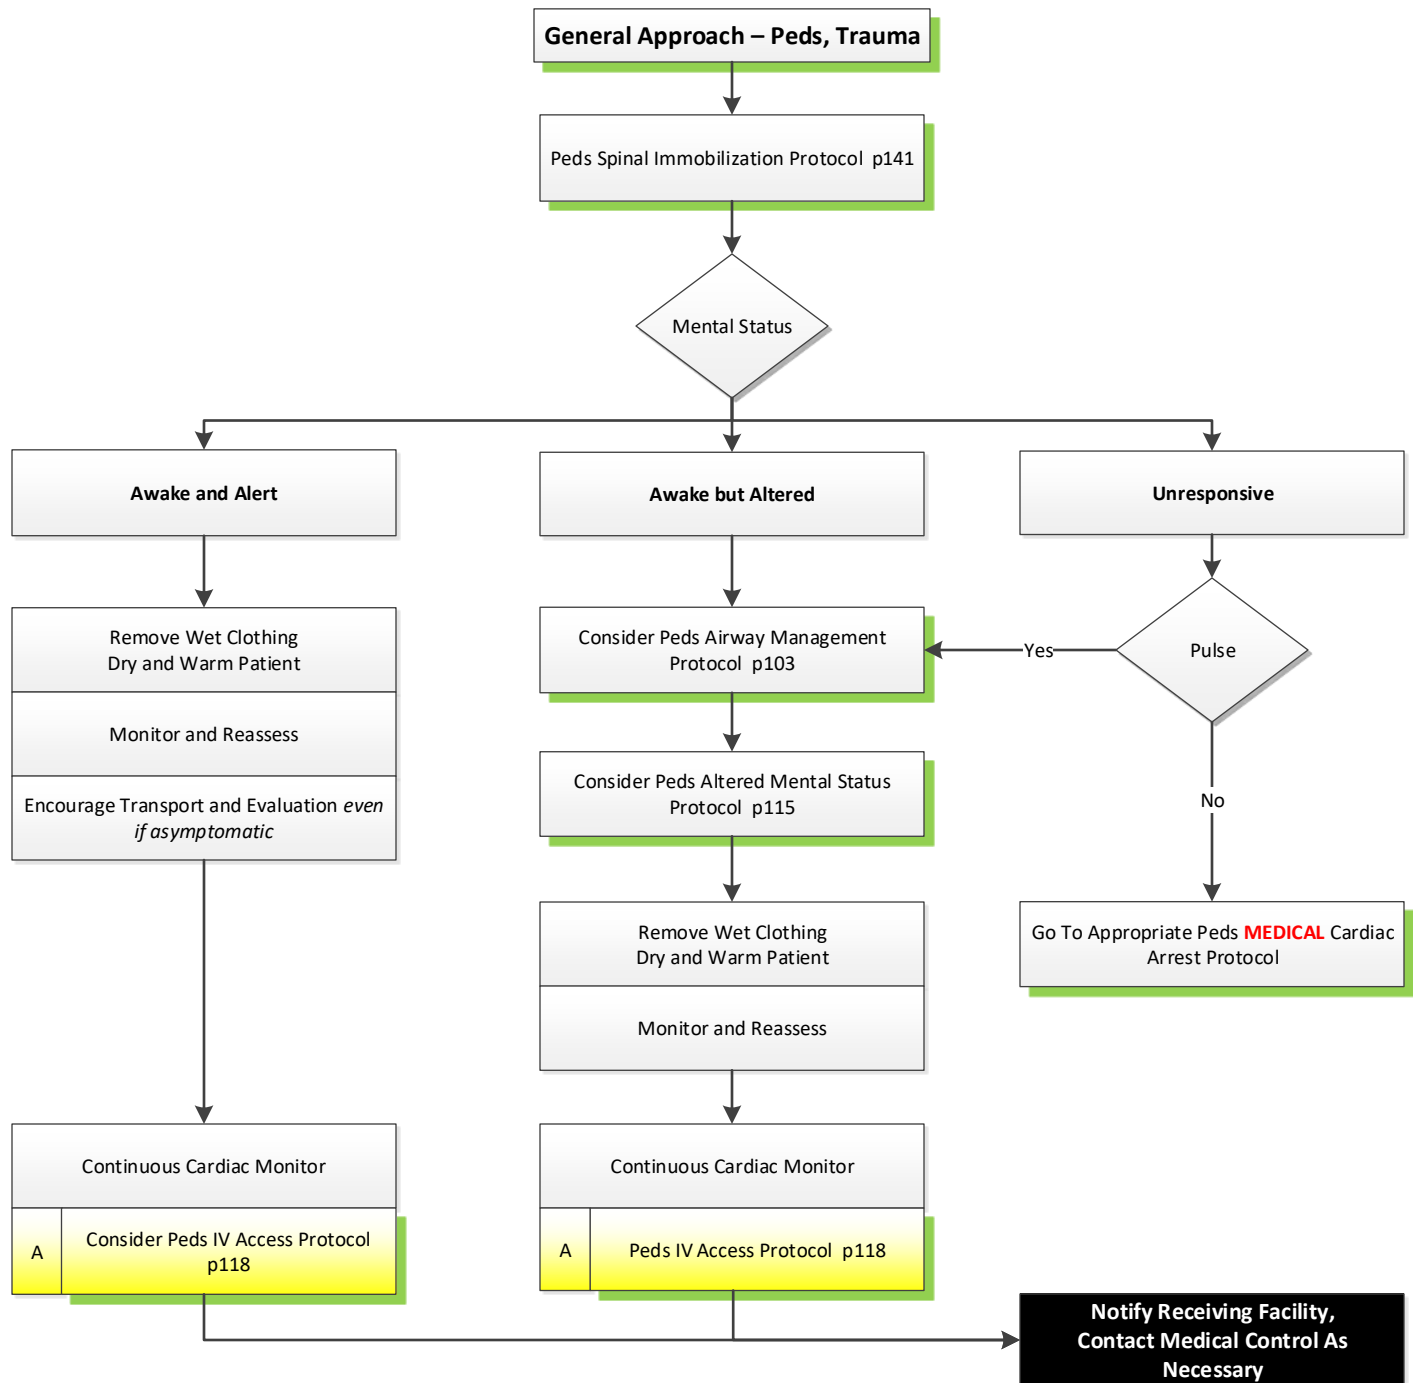 General Approach – Peds, Trauma
Peds Spinal Immobilization Protocol p141
Mental Status
Awake and Alert
Awake but Altered
Unresponsive
Remove Wet Clothing
Dry and Warm Patient
Monitor and Reassess
Encourage Transport and Evaluation even
if asymptomatic
Consider Peds Airway Management
Protocol p103
Yes
Pulse
Consider Peds Altered Mental Status
Protocol p115
No
Remove Wet Clothing
Dry and Warm Patient
Monitor and Reassess
Go To Appropriate Peds MEDICAL Cardiac
Arrest Protocol
Continuous Cardiac Monitor
A
Consider Peds IV Access Protocol
p118
Continuous Cardiac Monitor
A
Peds IV Access Protocol p118
Notify Receiving Facility,
Contact Medical Control As
Necessary